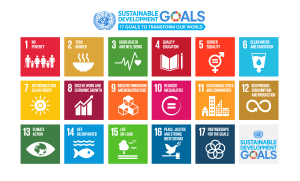 SUSTAINABLE
DEVELOPMENT GOALS
17 GOALS TO TRANSFORM OUR WORLD
1 NO
POVERTY
2 ZERO
HUNGER
3 GOOD HEALTH
AND WELL-BEING
4 QUALITY
EDUCATION
5 GENDER
EQUALITY
6 CLEAN WATER
AND SANITATION
7 AFFORDABLE AND
CLEAN ENERGY
8 DECENT WORK AND
ECONOMIC GROWTH
9 INDUSTRY, INNOVATION
AND INFRASTRUCTURE
10 REDUCED
INEQUALITIES
11 SUSTAINABLE CITIES
AND COMMUNITIES
12 RESPONSIBLE
CONSUMPTION
AND PRODUCTION
13 CLIMATE
ACTION
14 LIFE
BELOW WATER
15 LIFE
ON LAND
16 PEACE, JUSTICE
AND STRONG
INSTITUTIONS
17 PARTNERSHIPS
FOR THE GOALS
SUSTAINABLE
DEVELOPMENT
GOALS